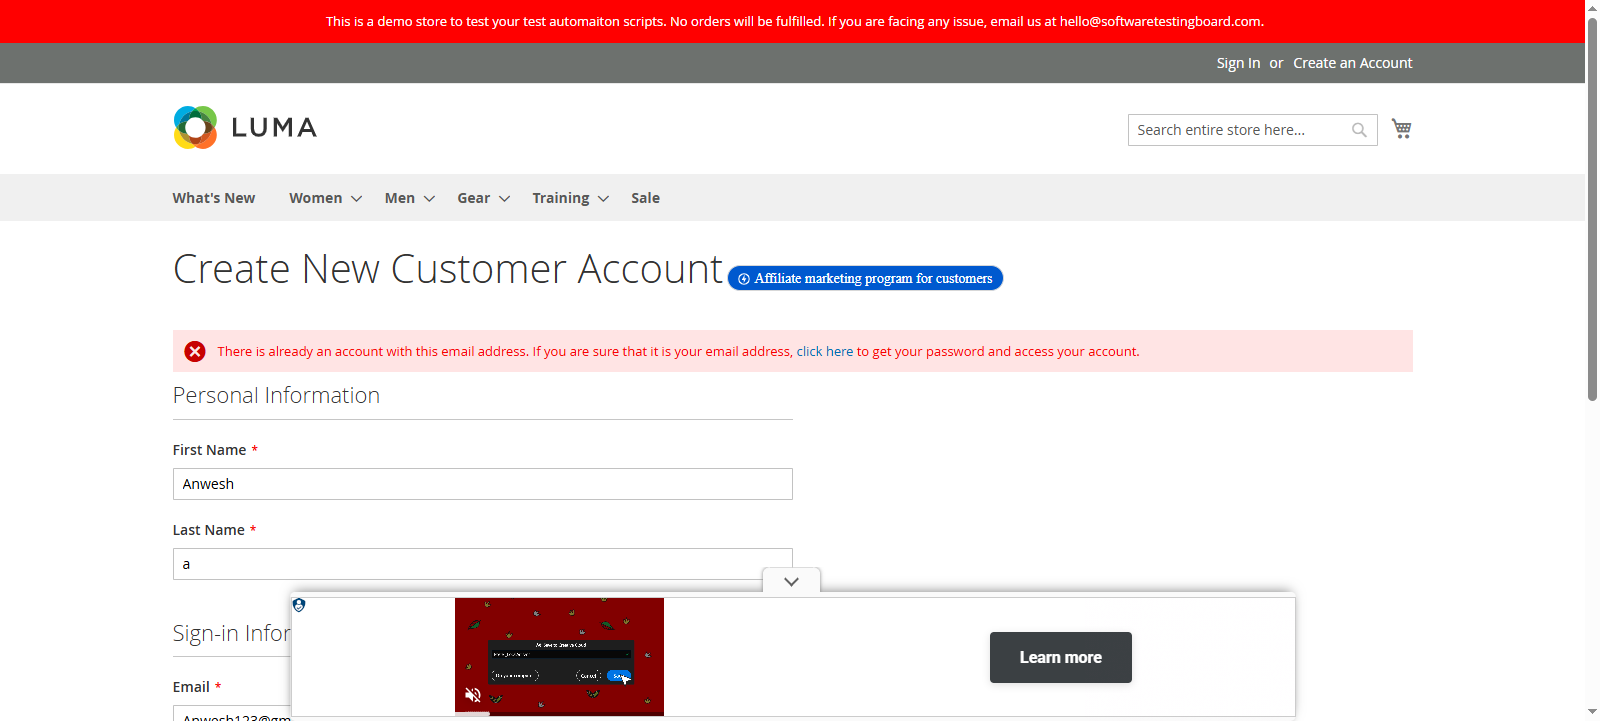 This is a demo store to test your test automaiton scripts. No orders will be fulfilled. If you are facing any issue, email us at hello@softwaretestingboard.com.
Sign In or Create an Account
LUMA
Search entire store here...
What's New Women Men Gear Training Sale
Create New Customer Account
Affiliate marketing program for customers
There is already an account with this email address. If you are sure that it is your email address, click here to get your password and access your account.
Personal Information
First Name *
Anwesh
Last Name *
a
Sign-in Infor
Email *
Anwesh123@gm
Cancel
Learn more